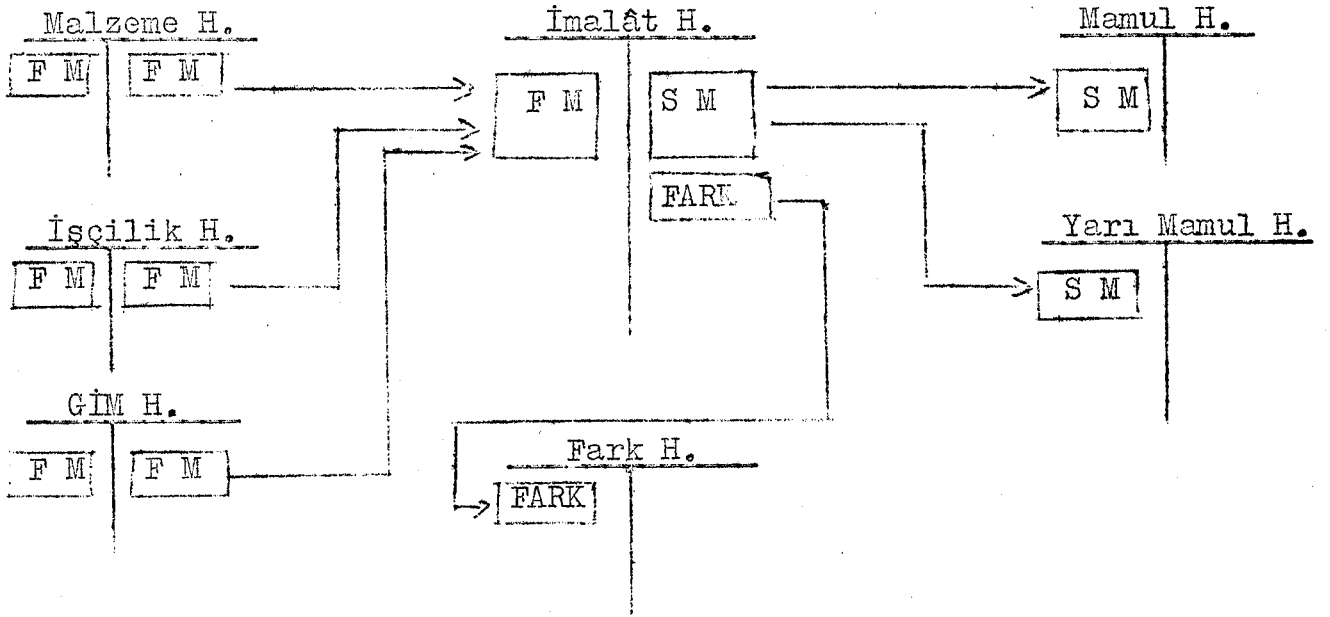 Malzeme H.
İmalât H.
Mamul H.
F M
F M
F M
S M
S M
FARK
İşçilik H.
Yarı Mamul H.
F M
F M
S M
GİM H.
Fark H.
F M
F M
FARK